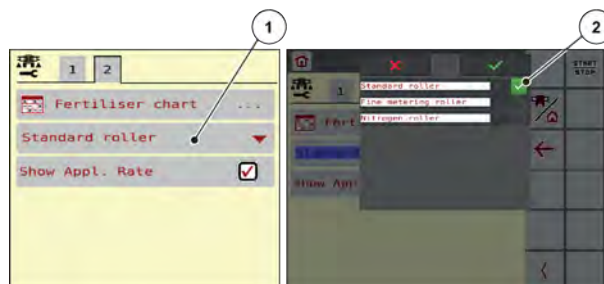 1
2
1 2
Fertiliser chart ...
Standard roller
Show Appl. Rate
START
STOP
Standard roller
1
Fine metering roller
Nitrogen roller
Fert
Standa
Show Appl